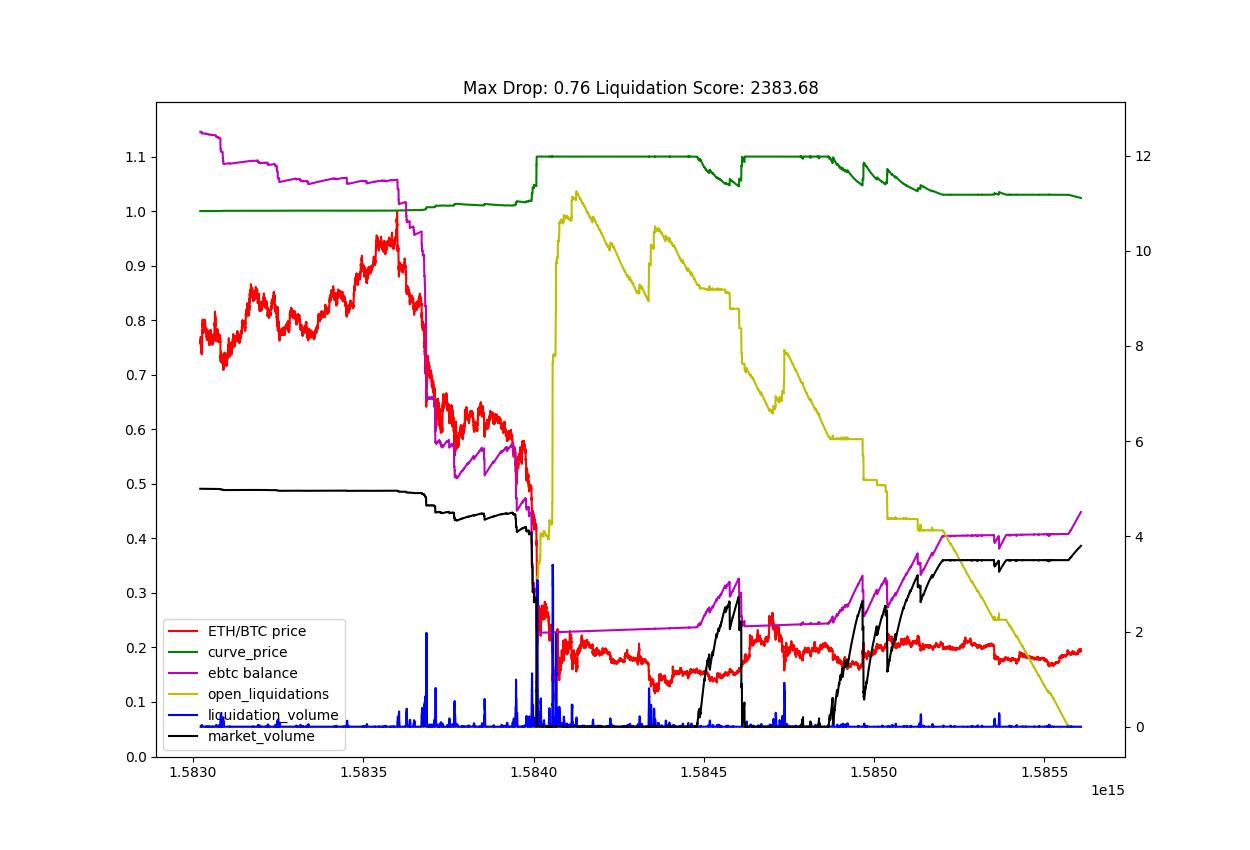 Max Drop: 0.76 Liquidation Score: 2383.68
1.1
1.0
0.9
0.8
0.7
0.6
0.5
0.4
0.3
0.2
0.1
0.0
12
10
8
6
4
2
0
ETH/BTC price
curve_price
ebtc balance
open_liquidations
liquidation_volume
market_volume
1.5830 1.5835 1.5840 1.5845 1.5850 1.5855
1e15